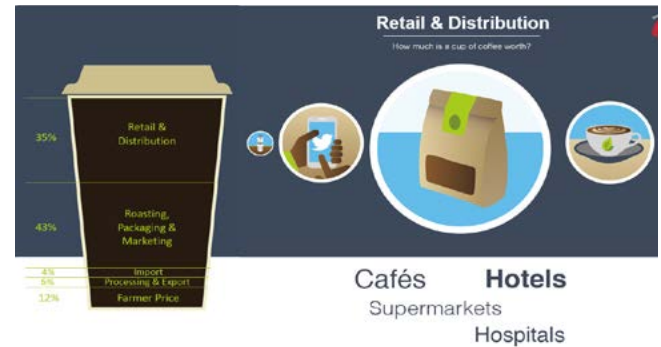 Retail & Distribution
How much is a cup of coffee worth?
35%
Retail &
Distribution
43%
Roasting,
Packaging &
Marketing
4%
Import
6%
Processing & Export
12%
Farmer Price
Cafés
Hotels
Supermarkets
Hospitals